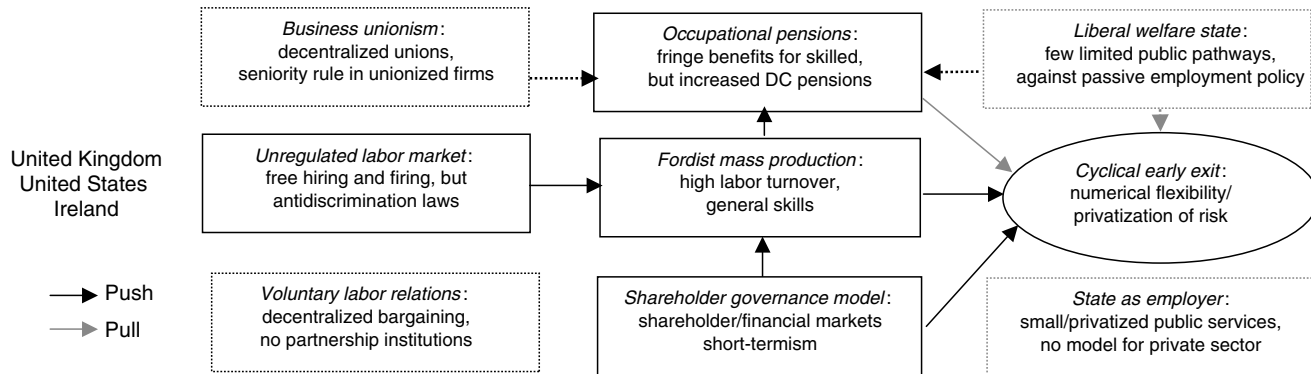 Business unionism:
decentralized unions,
seniority rule in unionized firms
Occupational pensions:
fringe benefits for skilled,
but increased DC pensions
Liberal welfare state:
few limited public pathways,
against passive employment policy
United Kingdom
United States
Ireland
Unregulated labor market:
free hiring and firing, but
antidiscrimination laws
Fordist mass production:
high labor turnover,
general skills
Cyclical early exit:
numerical flexibility/
privatization of risk
Push
Pull
Voluntary labor relations:
decentralized bargaining,
no partnership institutions
Shareholder governance model:
shareholder/financial markets
short-termism
State as employer:
small/privatized public services,
no model for private sector